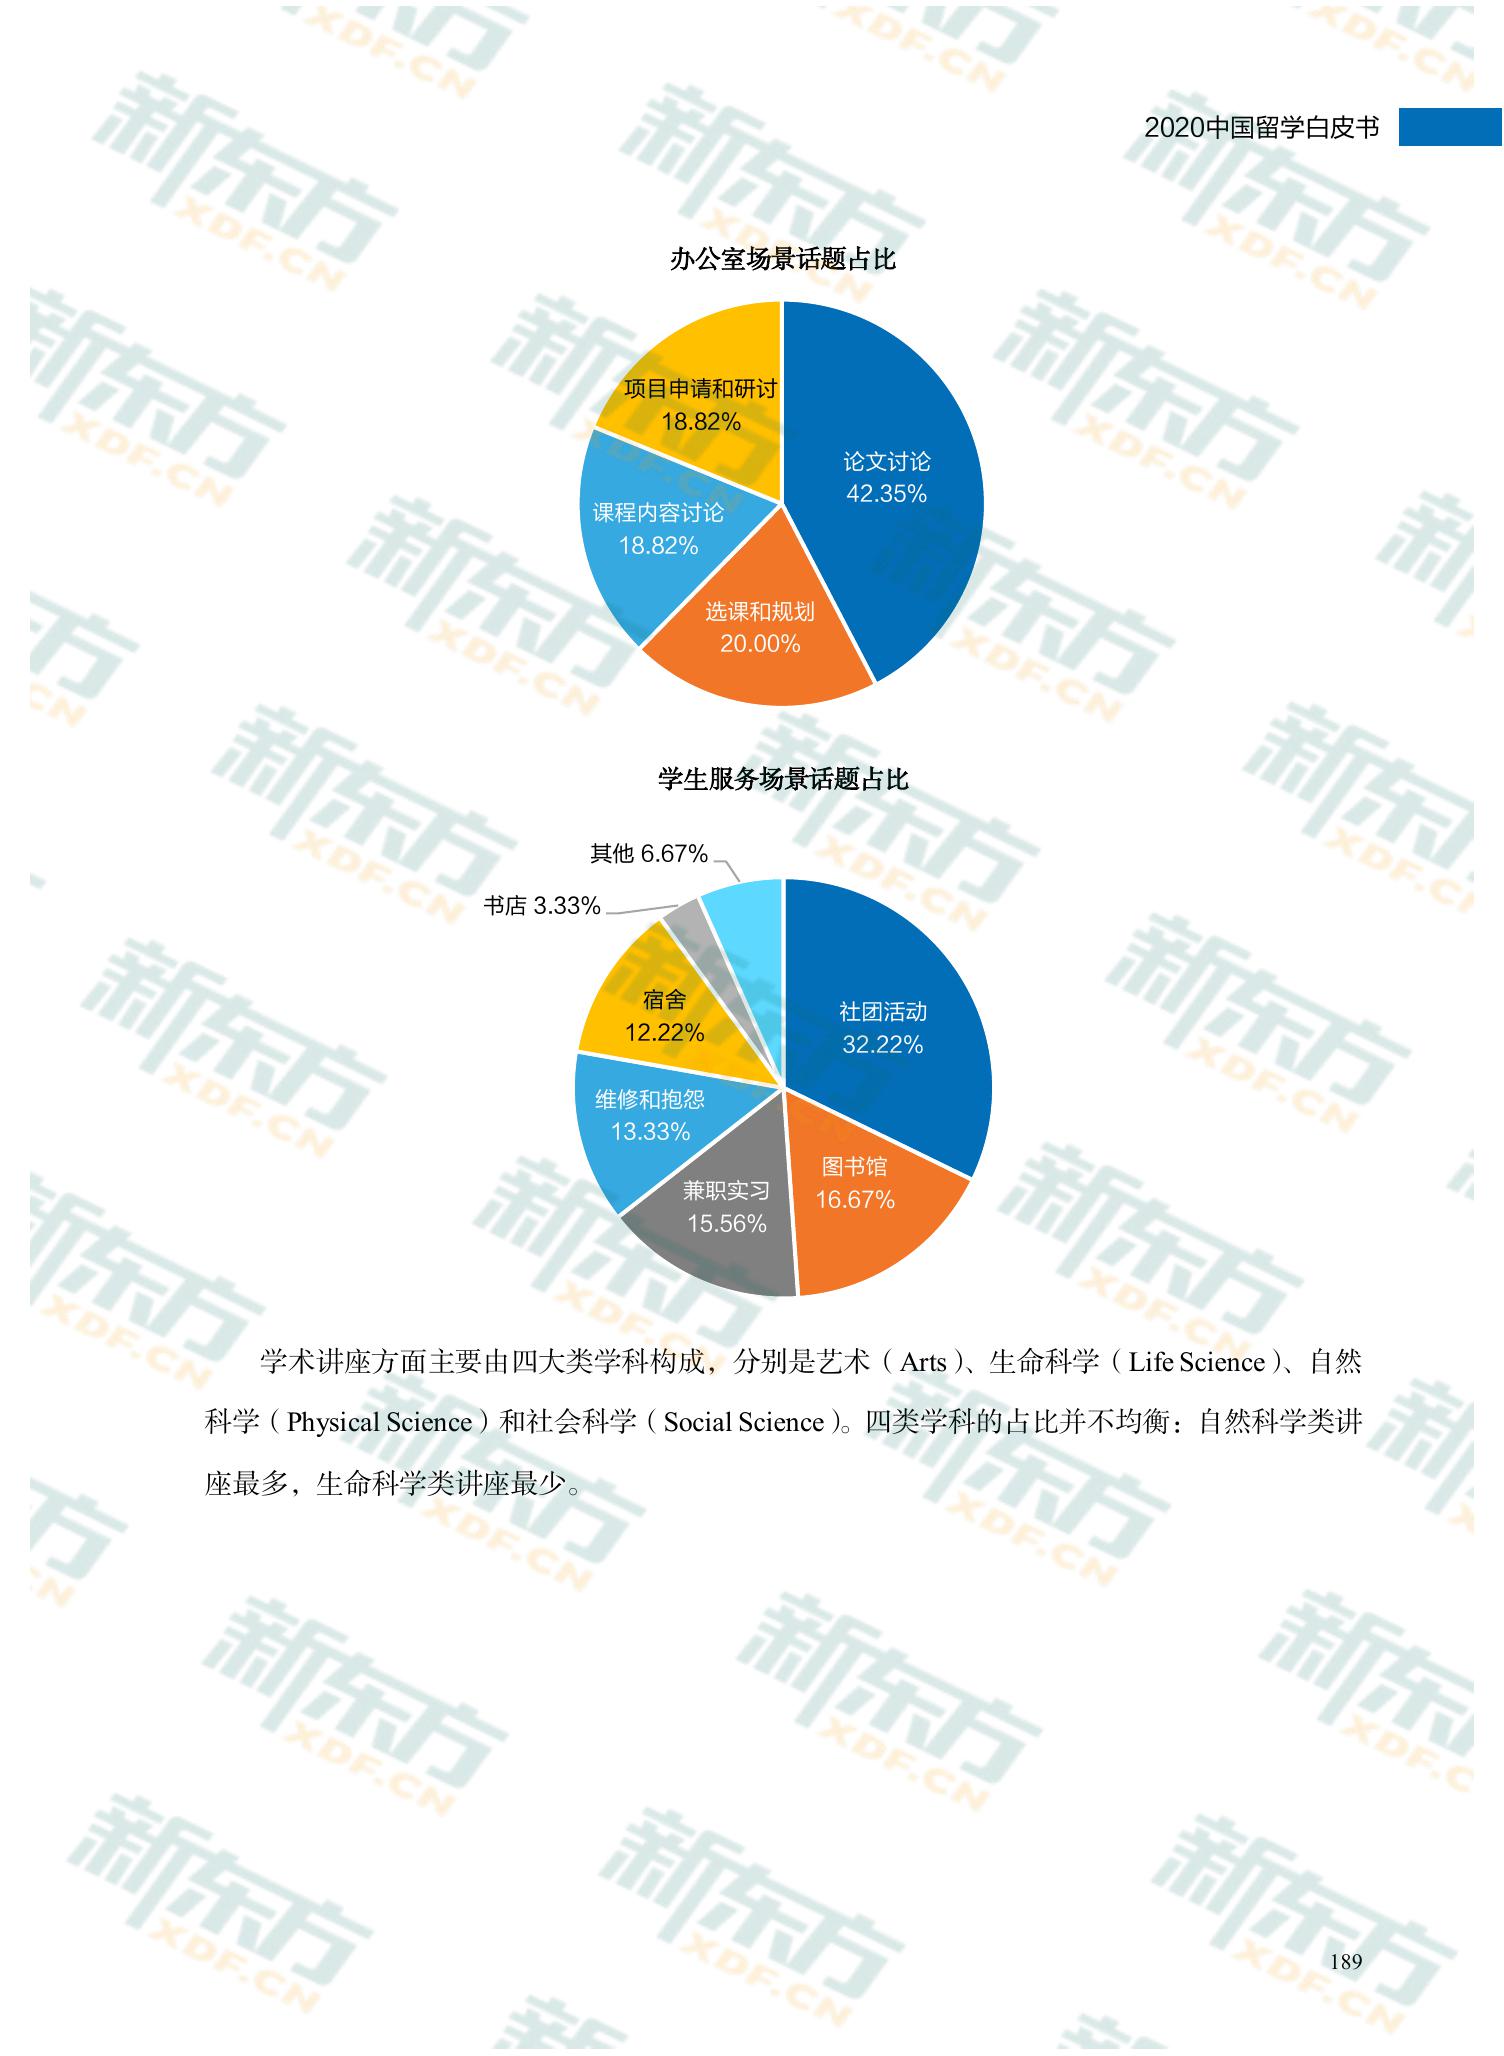 2020中国留学白皮书
办公室场景话题占比
项目申请和研讨
18.82%
论文讨论
42.35%
课程内容讨论
18.82%
选课和规划
20.00%
学生服务场景话题占比
其他 6.67%
书店 3.33%
宿舍
12.22%
社团活动
32.22%
维修和抱怨
13.33%
图书馆
16.67%
兼职实习
15.56%
学术讲座方面主要由四大类学科构成，分别是艺术（Arts）、生命科学（Life Science）、自然
科学（Physical Science）和社会科学（Social Science）。四类学科的占比并不均衡：自然科学类讲
座最多，生命科学类讲座最少。
189
新东方
XDF.CN